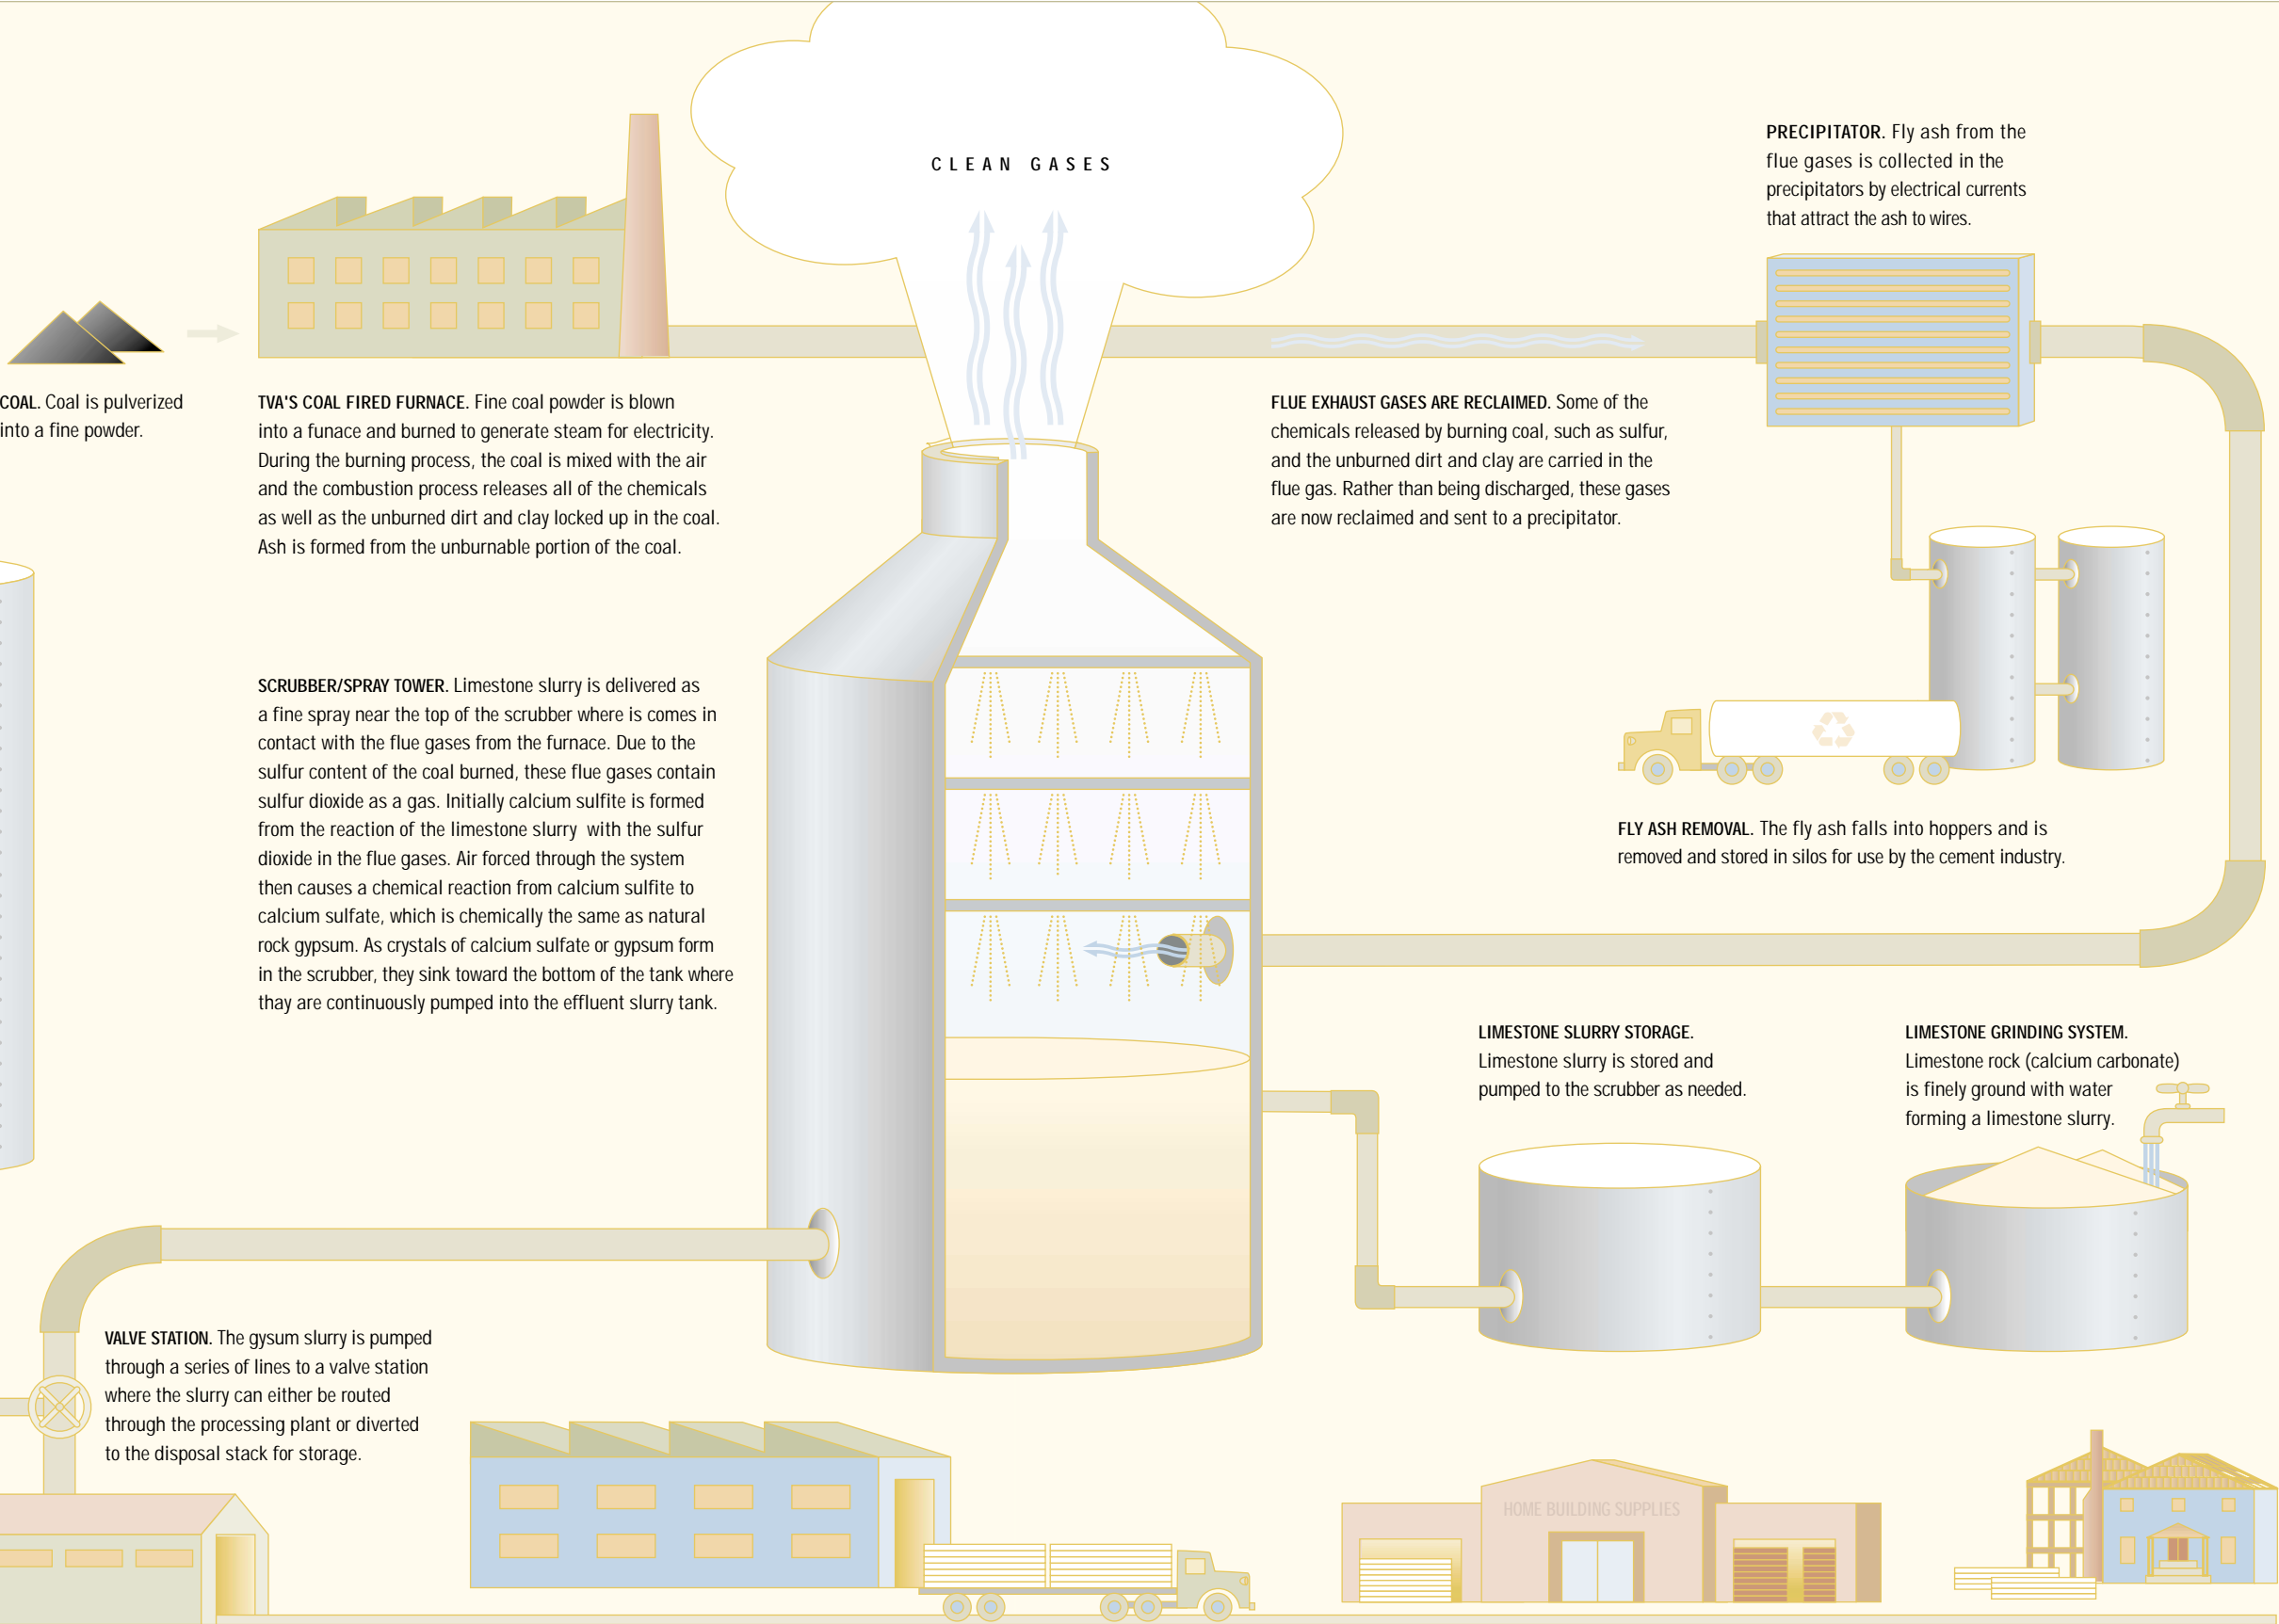 CLEAN GASES
PRECIPITATOR. Fly ash from the
flue gases is collected in the
precipitators by electrical currents
that attract the ash to wires.
COAL. Coal is pulverized
into a fine powder.
TVA'S COAL FIRED FURNACE. Fine coal powder is blown
into a funace and burned to generate steam for electricity.
During the burning process, the coal is mixed with the air
and the combustion process releases all of the chemicals
as well as the unburned dirt and clay locked up in the coal.
Ash is formed from the unburnable portion of the coal.
FLUE EXHAUST GASES ARE RECLAIMED. Some of the
chemicals released by burning coal, such as sulfur,
and the unburned dirt and clay are carried in the
flue gas. Rather than being discharged, these gases
are now reclaimed and sent to a precipitator.
SCRUBBER/SPRAY TOWER. Limestone slurry is delivered as
a fine spray near the top of the scrubber where is comes in
contact with the flue gases from the furnace. Due to the
sulfur content of the coal burned, these flue gases contain
sulfur dioxide as a gas. Initially calcium sulfite is formed
from the reaction of the limestone slurry with the sulfur
dioxide in the flue gases. Air forced through the system
then causes a chemical reaction from calcium sulfite to
calcium sulfate, which is chemically the same as natural
rock gypsum. As crystals of calcium sulfate or gypsum form
in the scrubber, they sink toward the bottom of the tank where
thay are continuously pumped into the effluent slurry tank.
FLY ASH REMOVAL. The fly ash falls into hoppers and is
removed and stored in silos for use by the cement industry.
LIMESTONE SLURRY STORAGE.
Limestone slurry is stored and
pumped to the scrubber as needed.
LIMESTONE GRINDING SYSTEM.
Limestone rock (calcium carbonate)
is finely ground with water
forming a limestone slurry.
VALVE STATION. The gysum slurry is pumped
through a series of lines to a valve station
where the slurry can either be routed
through the processing plant or diverted
to the disposal stack for storage.
HOME BUILDING SUPPLIES